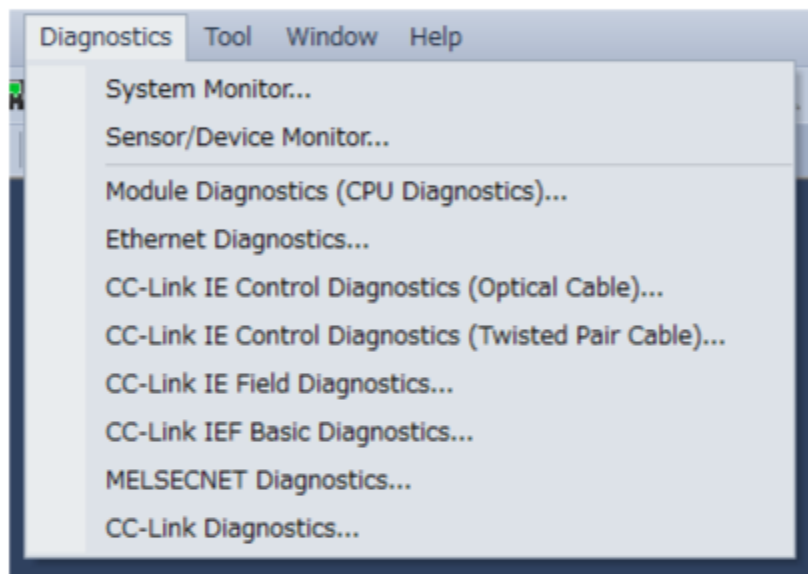 Diagnostics Tool Window Help
System Monitor...
Sensor/Device Monitor...
Module Diagnostics (CPU Diagnostics)...
Ethernet Diagnostics...
CC-Link IE Control Diagnostics (Optical Cable)...
CC-Link IE Control Diagnostics (Twisted Pair Cable)...
CC-Link IE Field Diagnostics...
CC-Link IEF Basic Diagnostics...
MELSECNET Diagnostics...
CC-Link Diagnostics...